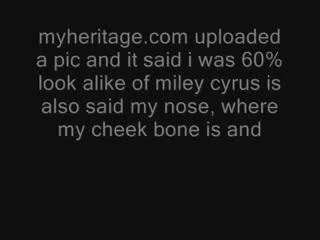 myheritage.com uploaded
a pic and it said i was 60%
look alike of miley cyrus is
also said my nose, where
my cheek bone is and